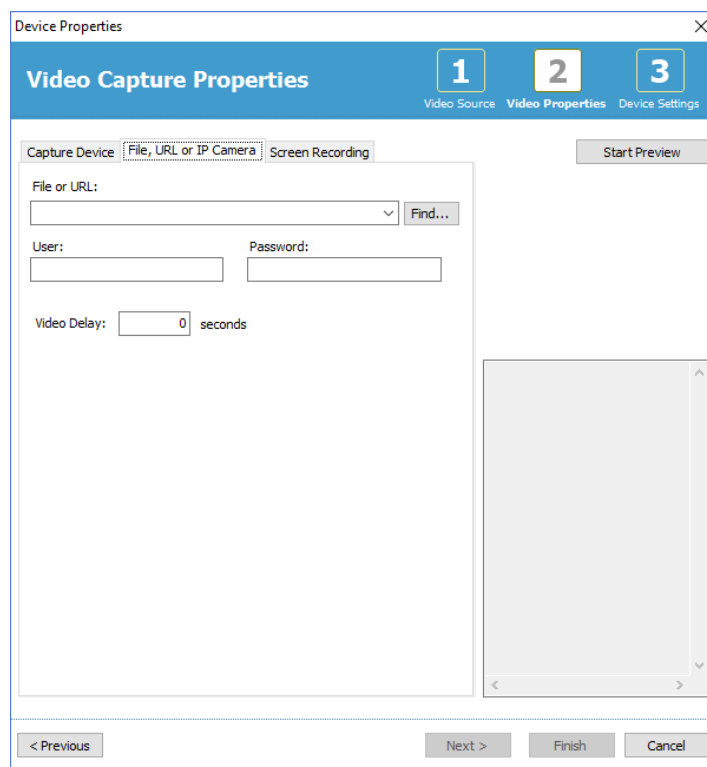 Device Properties
Video Capture Properties
1
Video Source
2
Video Properties
3
Device Settings
Capture Device
File, URL or IP Camera
Screen Recording
Start Preview
File or URL:
Find...
User:
Password:
Video Delay: 0 seconds
< Previous
Next >
Finish
Cancel